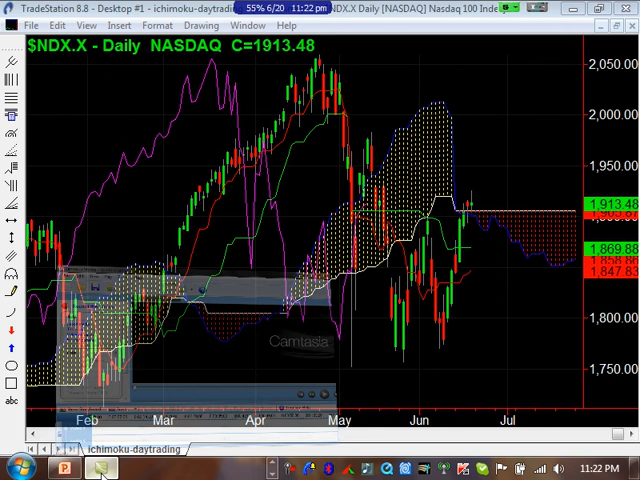 TradeStation 8.8 - Desktop #1 - ichimoku-daytrading
55% 6/20 11:22 pm
NDX.X - Daily [NASDAQ] Nasdaq 100 Inde
File Edit View Insert Format Drawing Window
Help
$NDX.X - Daily NASDAQ C=1913.48
2,050.00
2,000.00
1,950.00
1,913.48
1,869.88
1,847.83
1,800.00
1,750.00
Camtasia
abc
Feb Mar Apr May Jun Jul
ichimoku-daytrading
11:22 PM